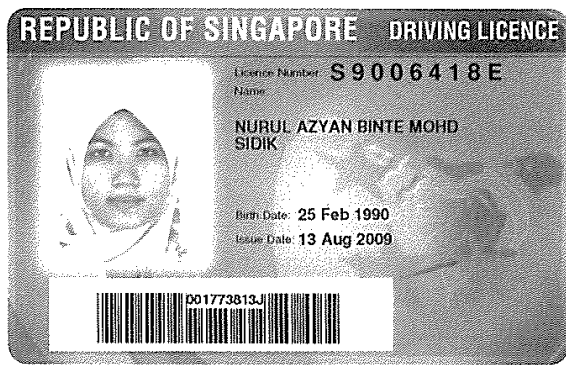 REPUBLIC OF SINGAPORE DRIVING LICENCE
Licence Number: S9006418E
Name
NURUL AZYAN BINTE MOHD
SIDIK
Birth Date: 25 Feb 1990
Issue Date: 13 Aug 2009
001773813J